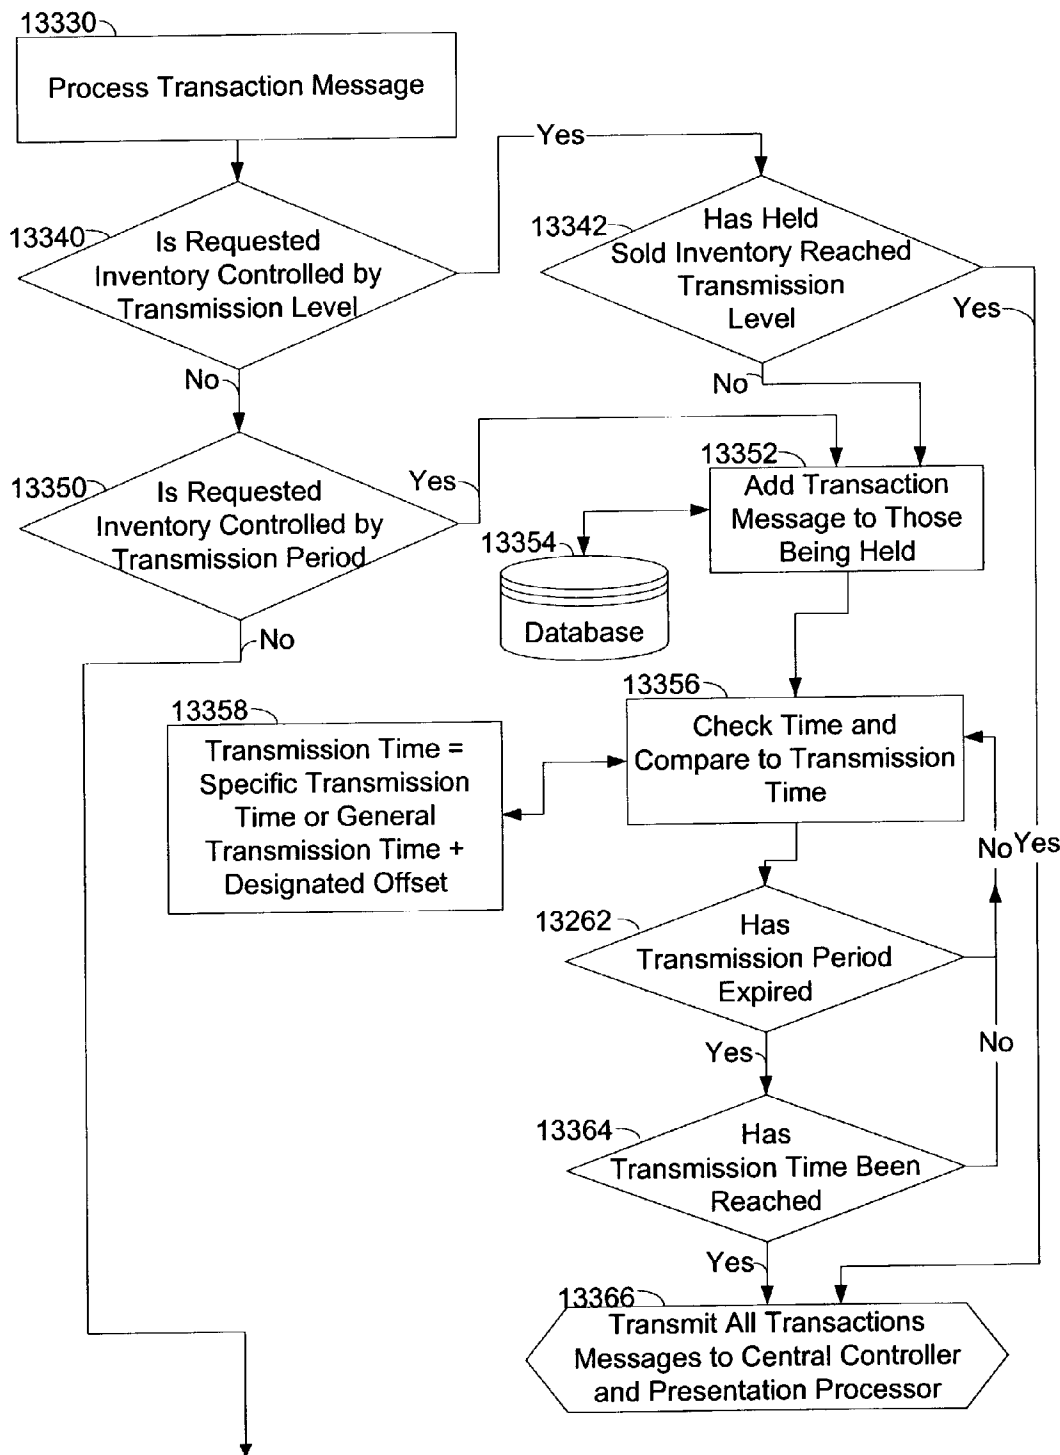 13330
Process Transaction Message
Yes
13340
Is Requested
Inventory Controlled by
Transmission Level
13342
Has Held
Sold Inventory Reached
Transmission
Level
Yes
No
No
13350
Is Requested
Inventory Controlled by
Transmission Period
Yes
13352
Add Transaction
Message to Those
Being Held
13354
Database
No
13356
Check Time and
Compare to Transmission
Time
13358
Transmission Time =
Specific Transmission
Time or General
Transmission Time +
Designated Offset
No
Yes
13262
Has
Transmission Period
Expired
Yes
No
13364
Has
Transmission Time Been
Reached
Yes
13366
Transmit All Transactions
Messages to Central Controller
and Presentation Processor